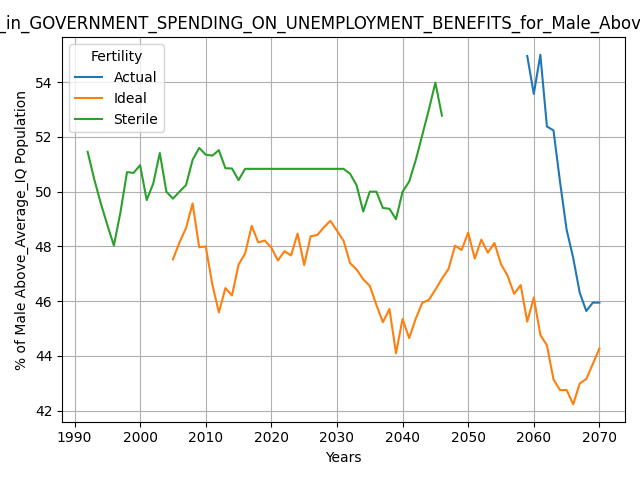 _in_GOVERNMENT_SPENDING_ON_UNEMPLOYMENT_BENEFITS_for_Male_Abov
Fertility
Actual
Ideal
Sterile
% of Male Above_Average_IQ Population
54
52
50
48
46
44
42
1990 2000 2010 2020 2030 2040 2050 2060 2070
Years